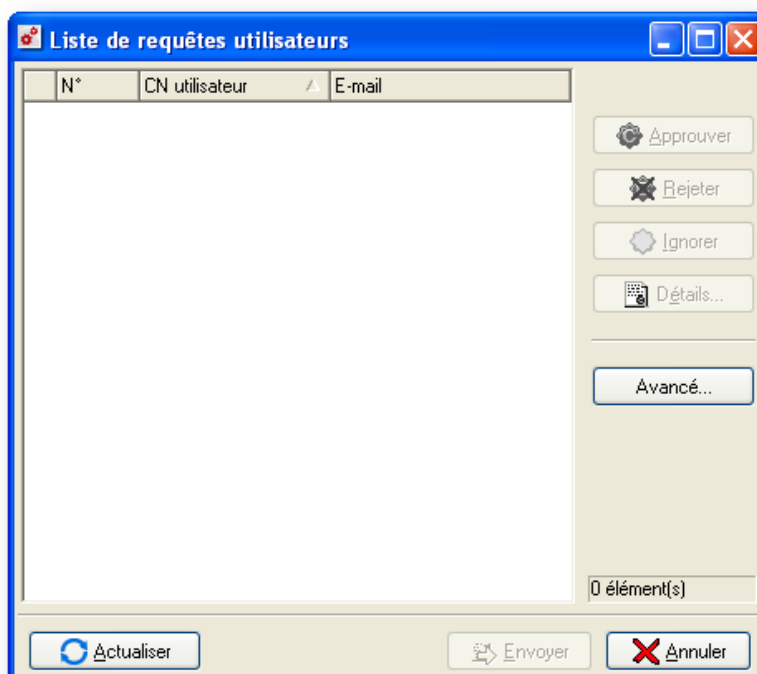 Liste de requêtes utilisateurs
N° CN utilisateur E-mail
Approuver
Rejeter
Ignorer
Détails...
Avancé...
0 élément(s)
Actualiser Envoyer Annuler